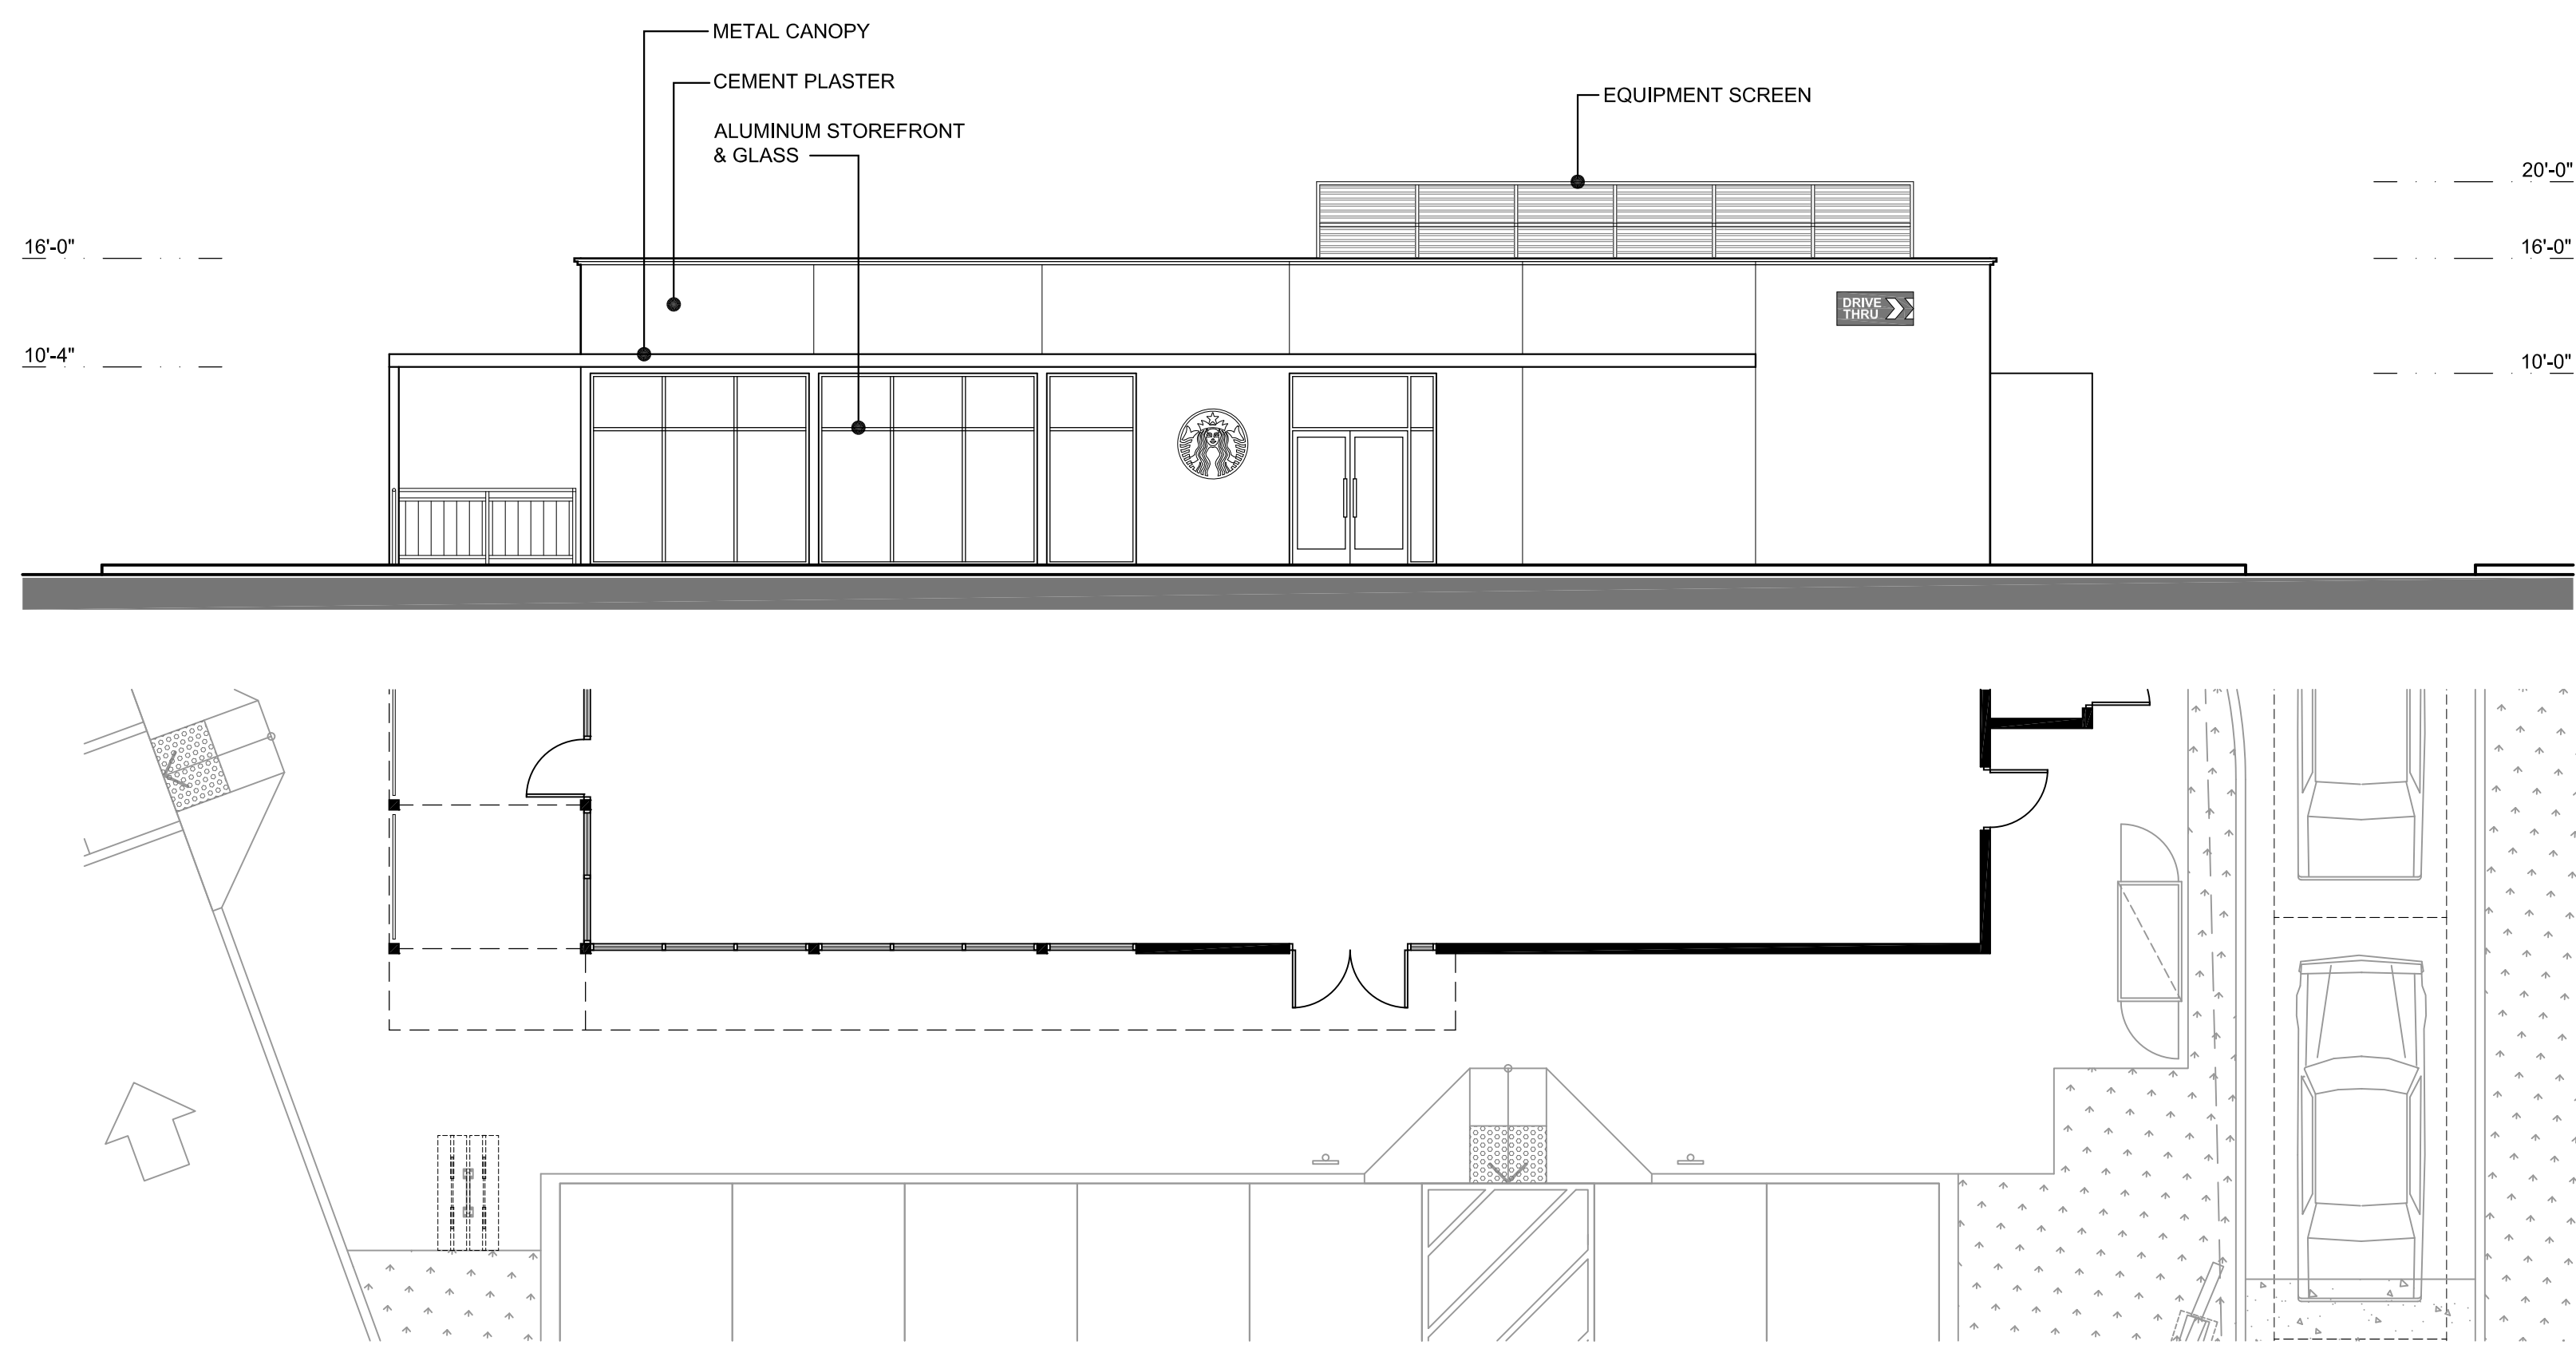 METAL CANOPY
CEMENT PLASTER
ALUMINUM STOREFRONT
& GLASS
EQUIPMENT SCREEN
20'-0"
16'-0"
16'-0"
DRIVE
THRU
10'-4"
10'-0"